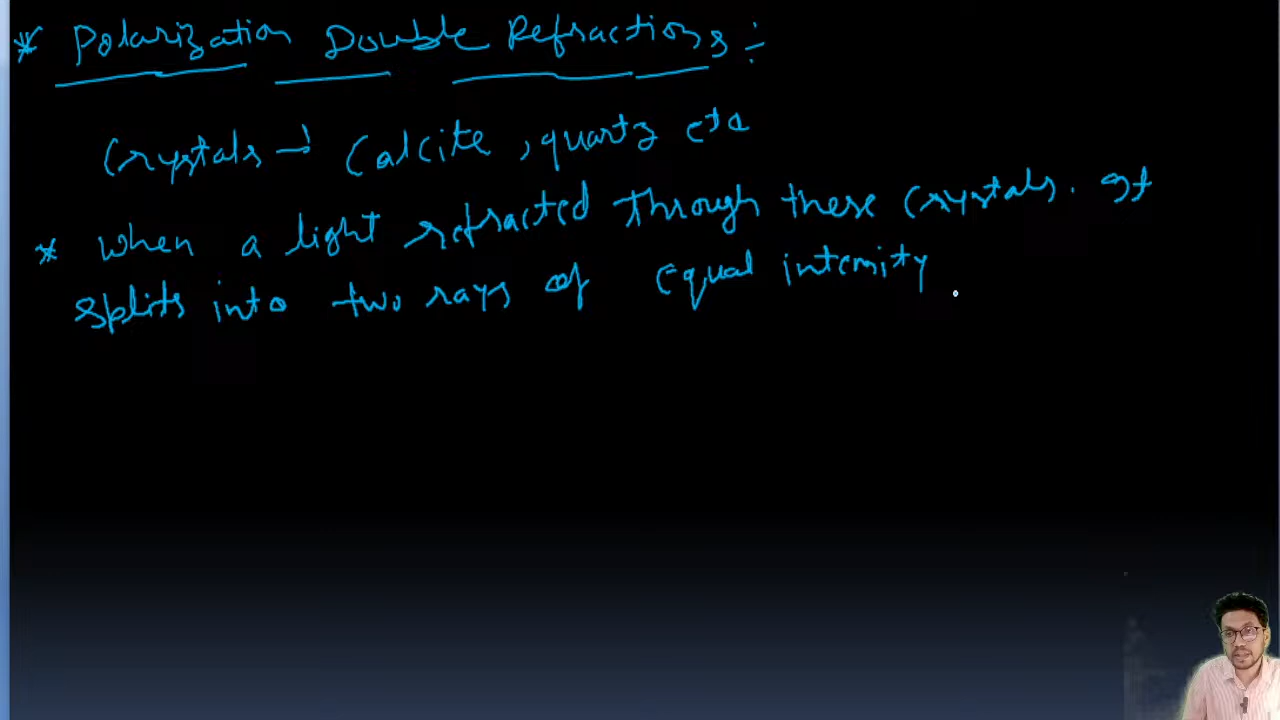 * Polarization Double Refractions :-
Crystals → Calcite, quartz etc
* When a light refracted through these crystals. It
splits into two rays of equal intensity